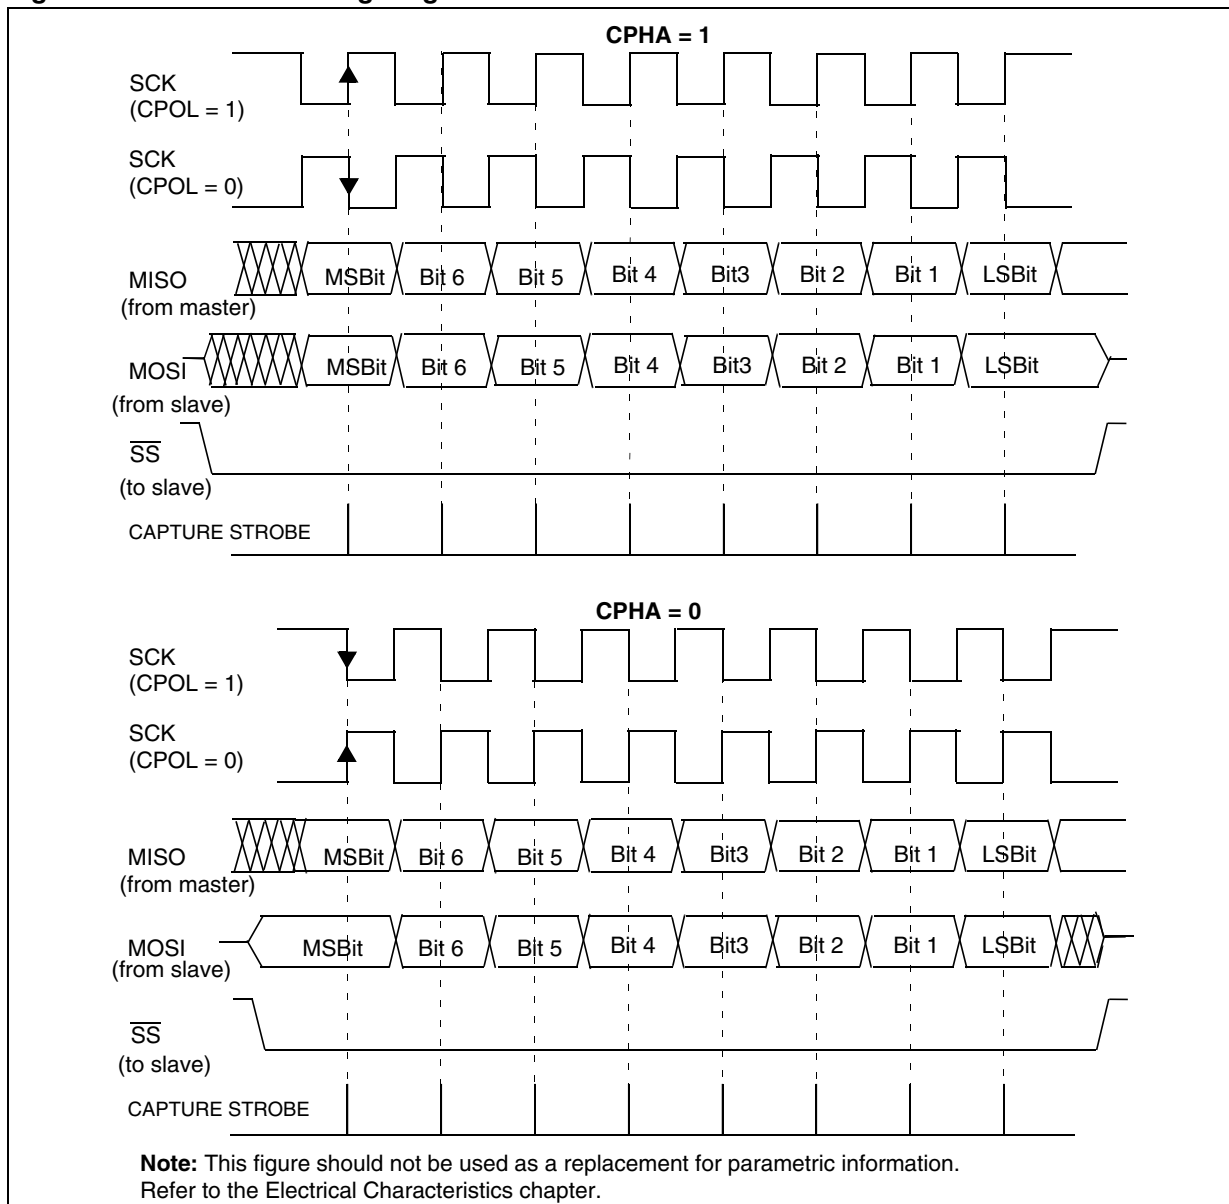 CPHA = 1
SCK
(CPOL = 1)
SCK
(CPOL = 0)
MISO
(from master)
MSBit Bit 6 Bit 5 Bit 4 Bit3 Bit 2 Bit 1 LSBit
MOSI
(from slave)
MSBit Bit 6 Bit 5 Bit 4 Bit3 Bit 2 Bit 1 LSBit
SS
(to slave)
CAPTURE STROBE
CPHA = 0
SCK
(CPOL = 1)
SCK
(CPOL = 0)
MISO
(from master)
MSBit Bit 6 Bit 5 Bit 4 Bit3 Bit 2 Bit 1 LSBit
MOSI
(from slave)
MSBit Bit 6 Bit 5 Bit 4 Bit3 Bit 2 Bit 1 LSBit
SS
(to slave)
CAPTURE STROBE
Note: This figure should not be used as a replacement for parametric information.
Refer to the Electrical Characteristics chapter.